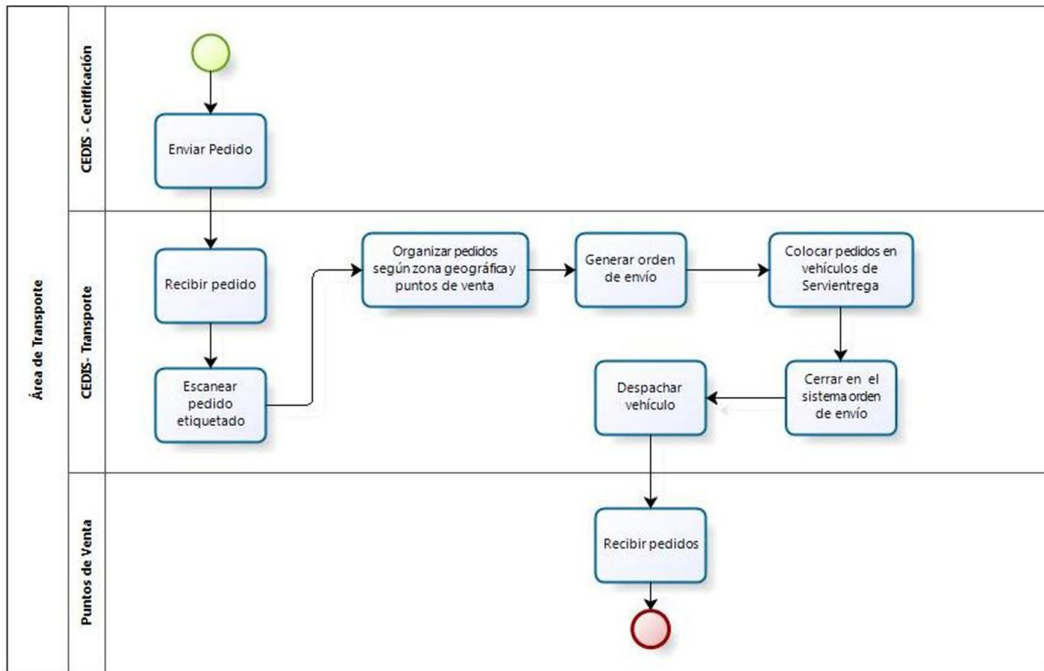 Área de Transporte
CEDIS - Certificación
Enviar Pedido
CEDIS- Transporte
Recibir pedido
Escanear
pedido
etiquetado
Organizar pedidos
según zona geográfica y
puntos de venta
Generar orden
de envío
Colocar pedidos en
vehículos de
Servientrega
Cerrar en el
sistema orden
de envío
Despachar
vehículo
Puntos de Venta
Recibir pedidos